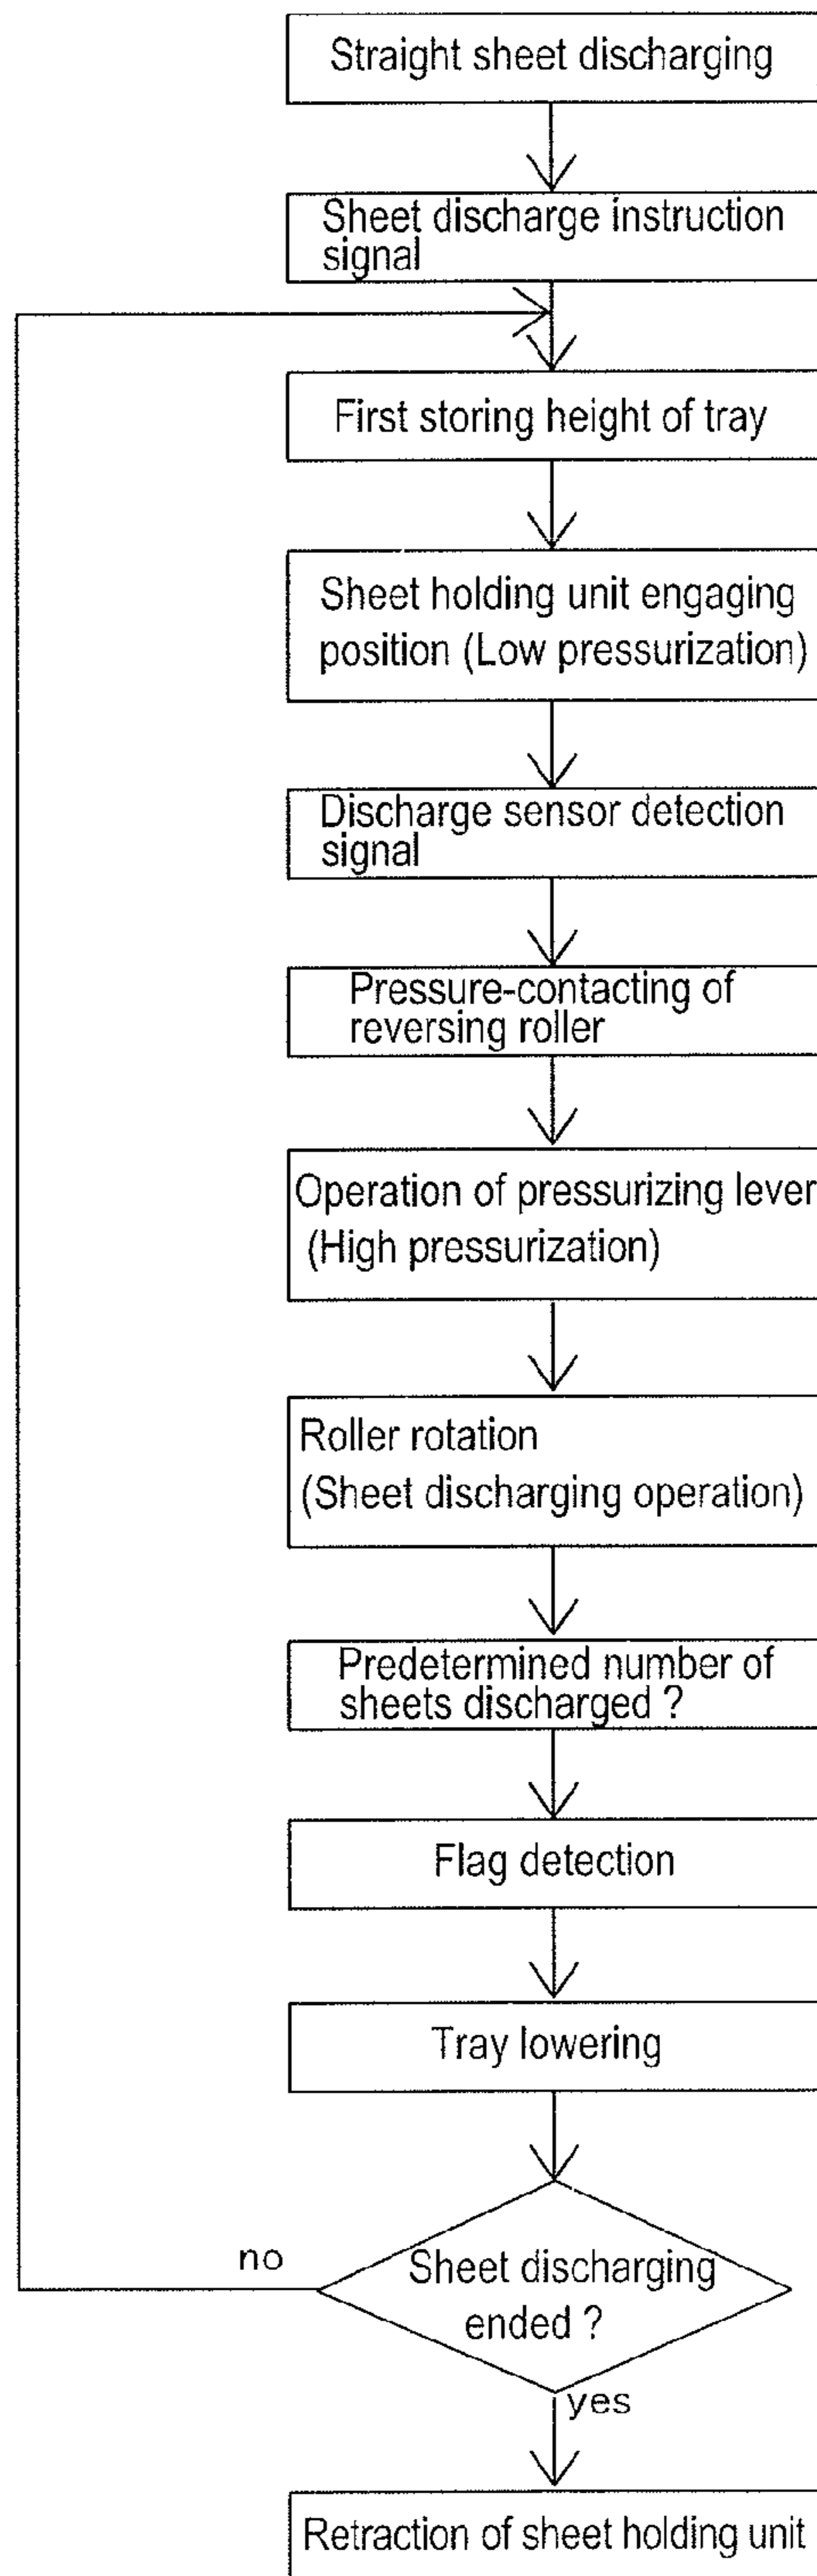 Straight sheet discharging
Sheet discharge instruction
signal
First storing height of tray
Sheet holding unit engaging
position (Low pressurization)
Discharge sensor detection
signal
Pressure-contacting of
reversing roller
Operation of pressurizing lever
(High pressurization)
Roller rotation
(Sheet discharging operation)
Predetermined number of
sheets discharged ?
Flag detection
Tray lowering
no
Sheet discharging
ended ?
yes
Retraction of sheet holding unit